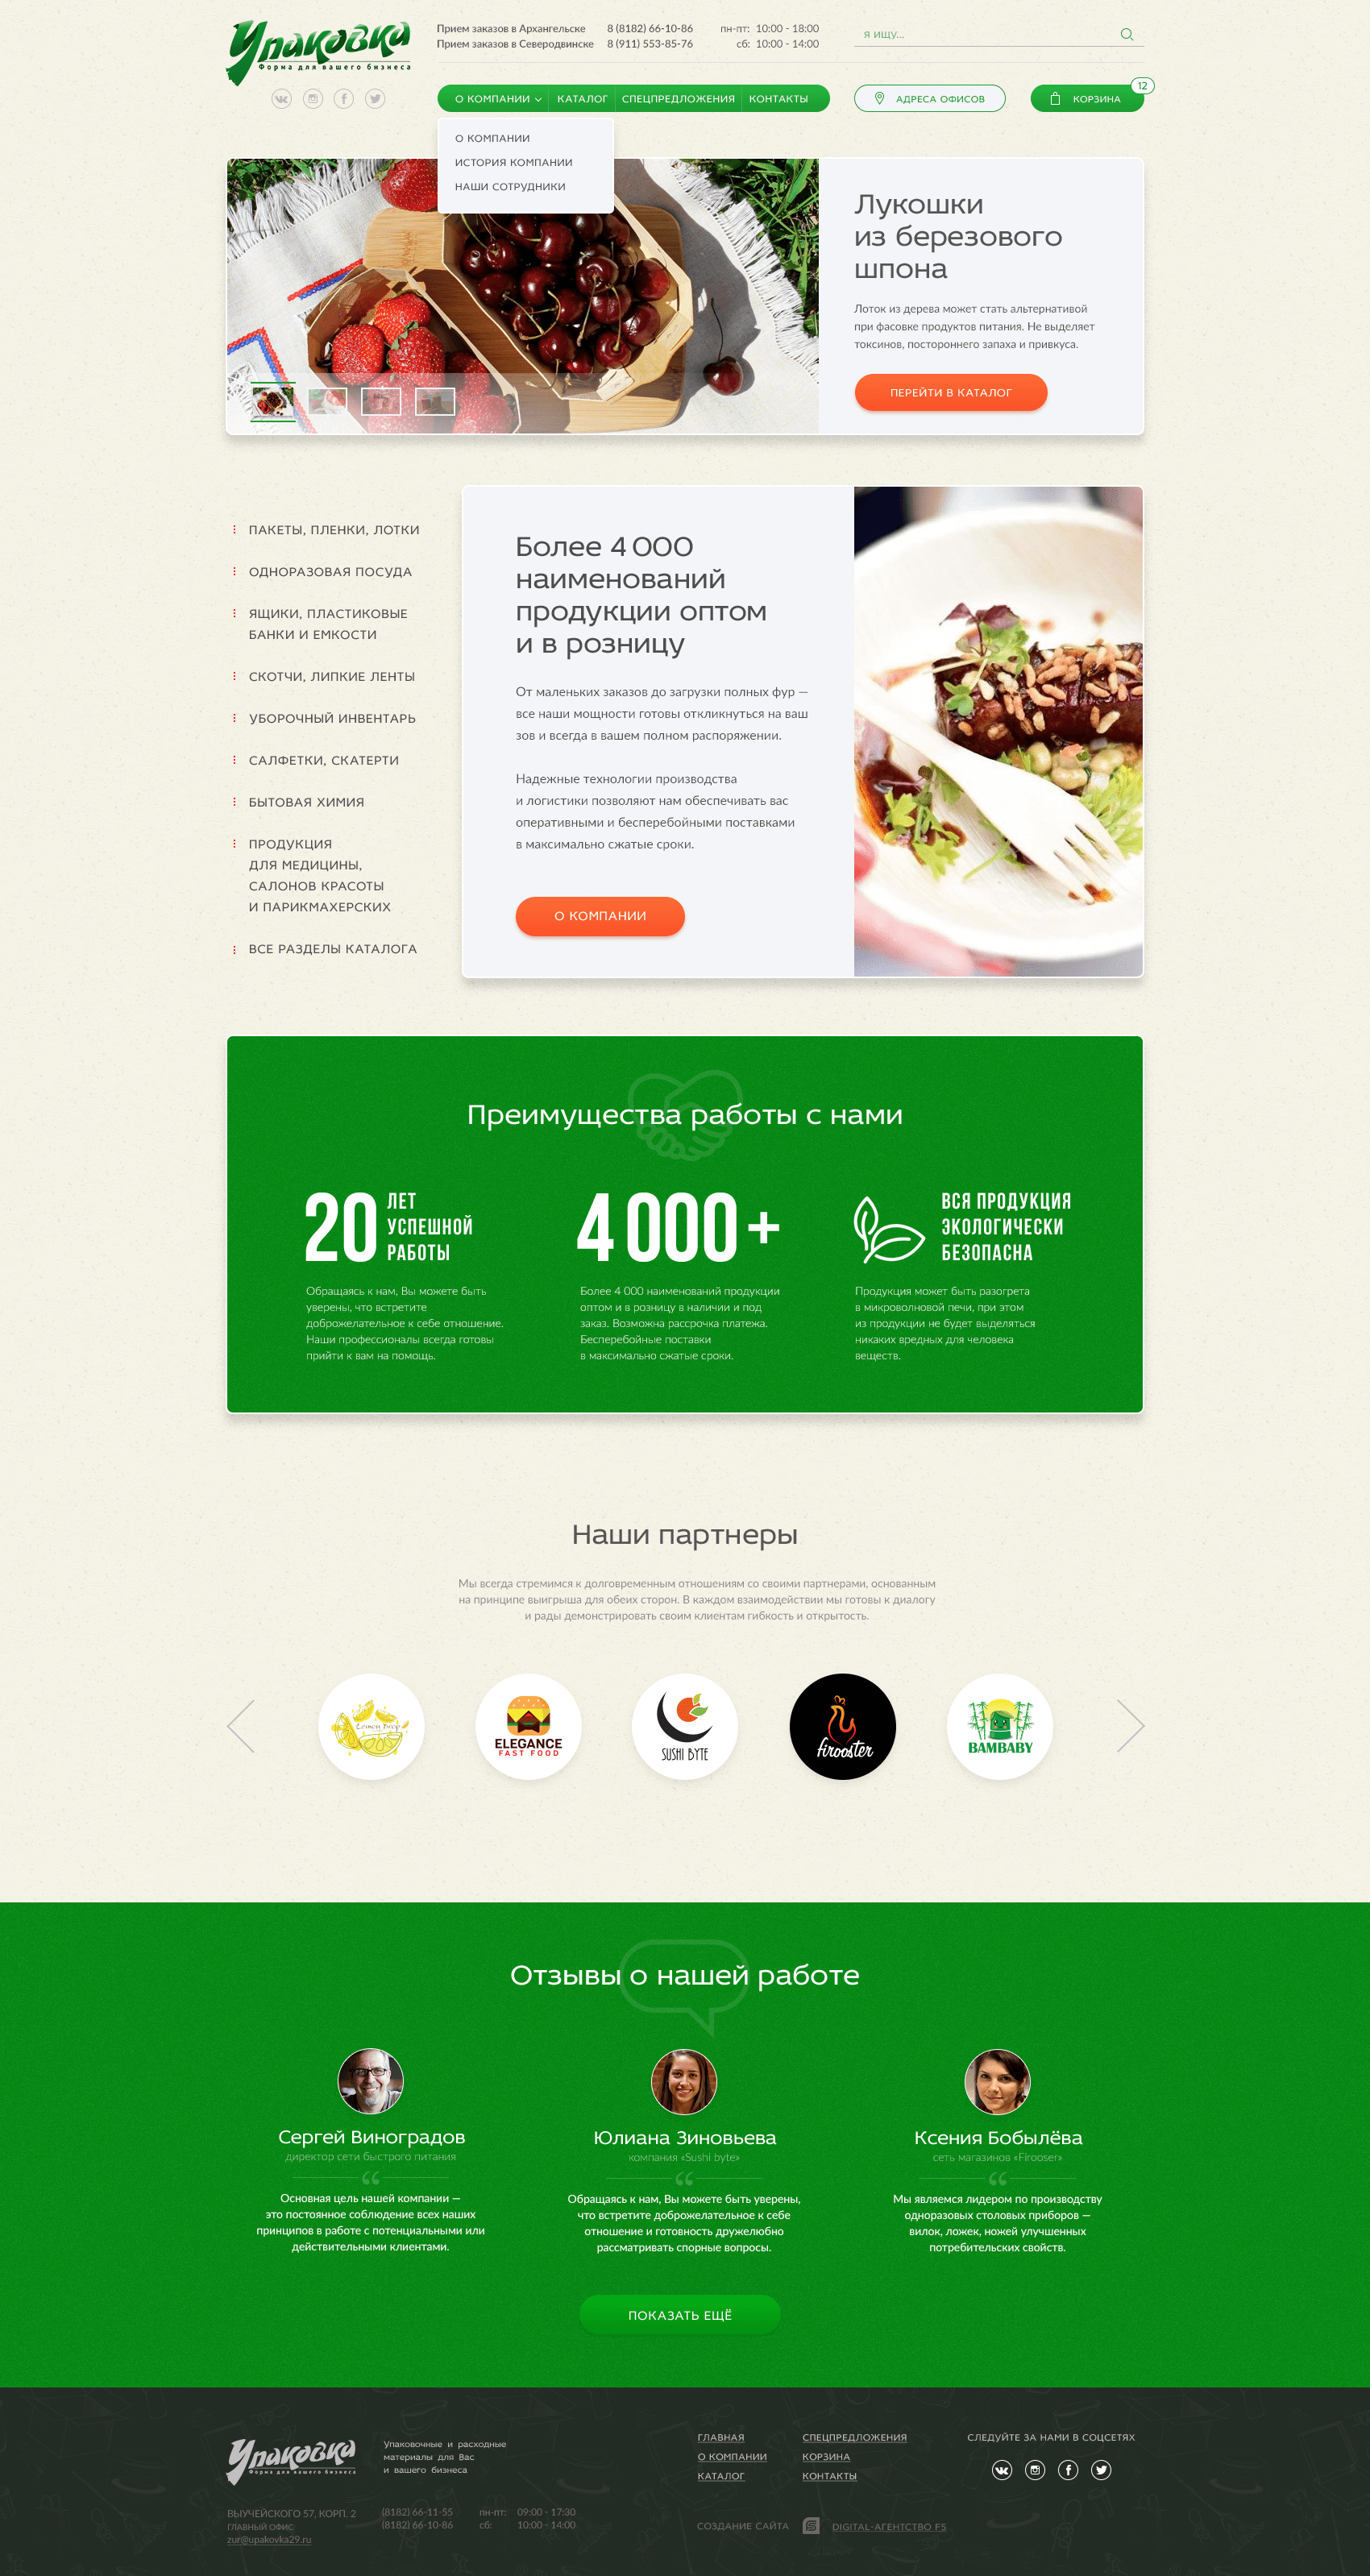 Упаковка
Форма для вашего бизнеса
Прием заказов в Архангельске 8 (8182) 66-10-86 пн-пт: 10:00 - 18:00
Прием заказов в Северодвинске 8 (911) 553-85-76 сб: 10:00 - 14:00
я ищу...
О КОМПАНИИ КАТАЛОГ СПЕЦПРЕДЛОЖЕНИЯ КОНТАКТЫ
АДРЕСА ОФИСОВ
КОРЗИНА
12
О КОМПАНИИ
ИСТОРИЯ КОМПАНИИ
НАШИ СОТРУДНИКИ
Лукошки
из березового
шпона
Лоток из дерева может стать альтернативой
при фасовке продуктов питания. Не выделяет
токсинов, постороннего запаха и привкуса.
ПЕРЕЙТИ В КАТАЛОГ
ПАКЕТЫ, ПЛЕНКИ, ЛОТКИ
ОДНОРАЗОВАЯ ПОСУДА
ЯЩИКИ, ПЛАСТИКОВЫЕ
БАНКИ И ЕМКОСТИ
СКОТЧИ, ЛИПКИЕ ЛЕНТЫ
УБОРОЧНЫЙ ИНВЕНТАРЬ
САЛФЕТКИ, СКАТЕРТИ
БЫТОВАЯ ХИМИЯ
ПРОДУКЦИЯ
ДЛЯ МЕДИЦИНЫ,
САЛОНОВ КРАСОТЫ
И ПАРИКМАХЕРСКИХ
ВСЕ РАЗДЕЛЫ КАТАЛОГА
Более 4 000
наименований
продукции оптом
и в розницу
От маленьких заказов до загрузки полных фур —
все наши мощности готовы откликнуться на ваш
зов и всегда в вашем полном распоряжении.
Надежные технологии производства
и логистики позволяют нам обеспечивать вас
оперативными и бесперебойными поставками
в максимально сжатые сроки.
О КОМПАНИИ
Преимущества работы с нами
20
ЛЕТ
УСПЕШНОЙ
РАБОТЫ
Обращаясь к нам, Вы можете быть
уверены, что встретите
доброжелательное к себе отношение.
Наши профессионалы всегда готовы
прийти к вам на помощь.
4 000 +
Более 4 000 наименований продукции
оптом и в розницу в наличии и под
заказ. Возможна рассрочка платежа.
Бесперебойные поставки
в максимально сжатые сроки.
ВСЯ ПРОДУКЦИЯ
ЭКОЛОГИЧЕСКИ
БЕЗОПАСНА
Продукция может быть разогрета
в микроволновой печи, при этом
из продукции не будет выделяться
никаких вредных для человека
веществ.
Наши партнеры
Мы всегда стремимся к долговременным отношениям со своими партнерами, основанным
на принципе выигрыша для обеих сторон. В каждом взаимодействии мы готовы к диалогу
и рады демонстрировать своим клиентам гибкость и открытость.
Lemon Drop
ELEGANCE
FAST FOOD
SUSHI BYTE
firooster
BAMBABY
Отзывы о нашей работе
Сергей Виноградов
директор сети быстрого питания
Основная цель нашей компании —
это постоянное соблюдение всех наших
принципов в работе с потенциальными или
действительными клиентами.
Юлиана Зиновьева
компания «Sushi byte»
Обращаясь к нам, Вы можете быть уверены,
что встретите доброжелательное к себе
отношение и готовность дружелюбно
рассматривать спорные вопросы.
Ксения Бобылёва
сеть магазинов «Firooser»
Мы являемся лидером по производству
одноразовых столовых приборов —
вилок, ложек, ножей улучшенных
потребительских свойств.
ПОКАЗАТЬ ЕЩЁ
Упаковка
Форма для вашего бизнеса
Упаковочные и расходные
материалы для Вас
и вашего бизнеса
ГЛАВНАЯ
О КОМПАНИИ
КАТАЛОГ
СПЕЦПРЕДЛОЖЕНИЯ
КОРЗИНА
КОНТАКТЫ
СЛЕДУЙТЕ ЗА НАМИ В СОЦСЕТЯХ
ВЫУЧЕЙСКОГО 57, КОРП. 2
ГЛАВНЫЙ ОФИС
zur@upakovka29.ru
(8182) 66-11-55 пн-пт: 09:00 - 17:30
(8182) 66-10-86 сб: 10:00 - 14:00
СОЗДАНИЕ САЙТА
DIGITAL-АГЕНТСТВО F5